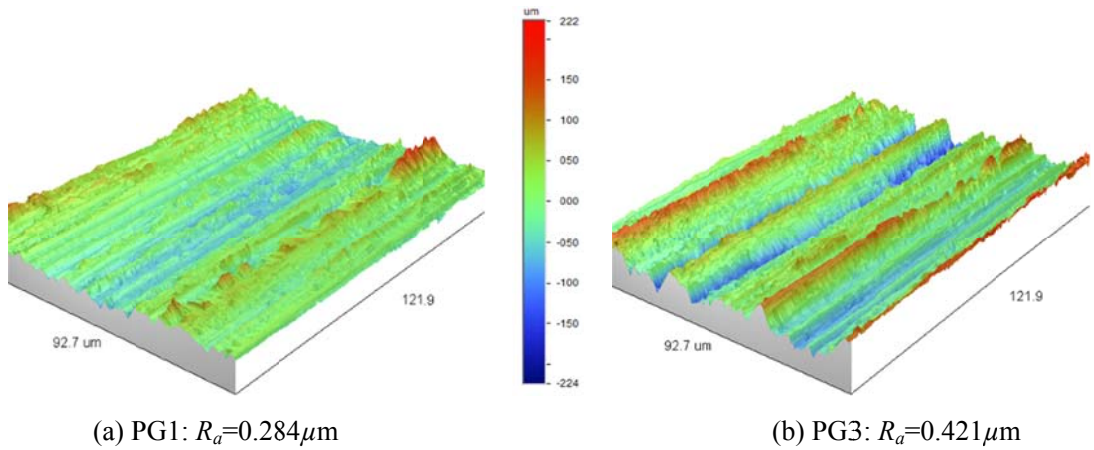 um
222
150
100
050
000
-050
-100
-150
-224
121.9
92.7 um
121.9
92.7 um
(a) PG1: Rₐ=0.284µm
(b) PG3: Rₐ=0.421µm